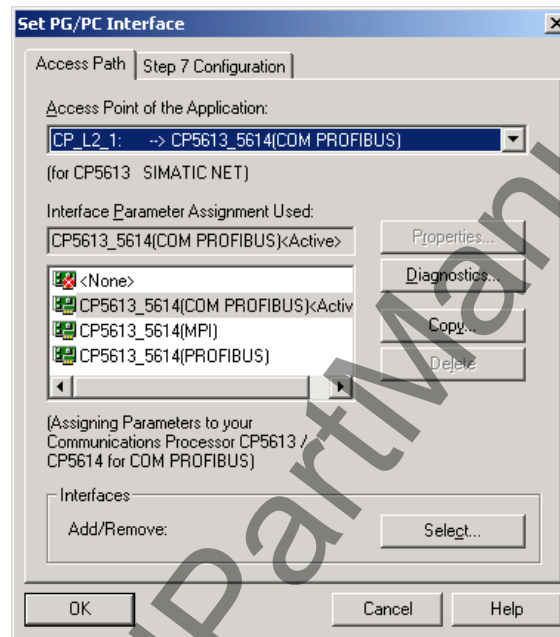 Set PG/PC Interface
Access Path
Step 7 Configuration
Access Point of the Application:
CP_L2_1: --> CP5613_5614(COM PROFIBUS)
(for CP5613 SIMATIC NET)
Interface Parameter Assignment Used:
CP5613_5614(COM PROFIBUS)<Active>
Properties...
<None>
Diagnostics...
CP5613_5614(COM PROFIBUS)<Activ
CP5613_5614(MPI)
Copy...
CP5613_5614(PROFIBUS)
Delete
(Assigning Parameters to your
Communications Processor CP5613 /
CP5614 for COM PROFIBUS)
Interfaces
Add/Remove:
Select...
OK
Cancel
Help